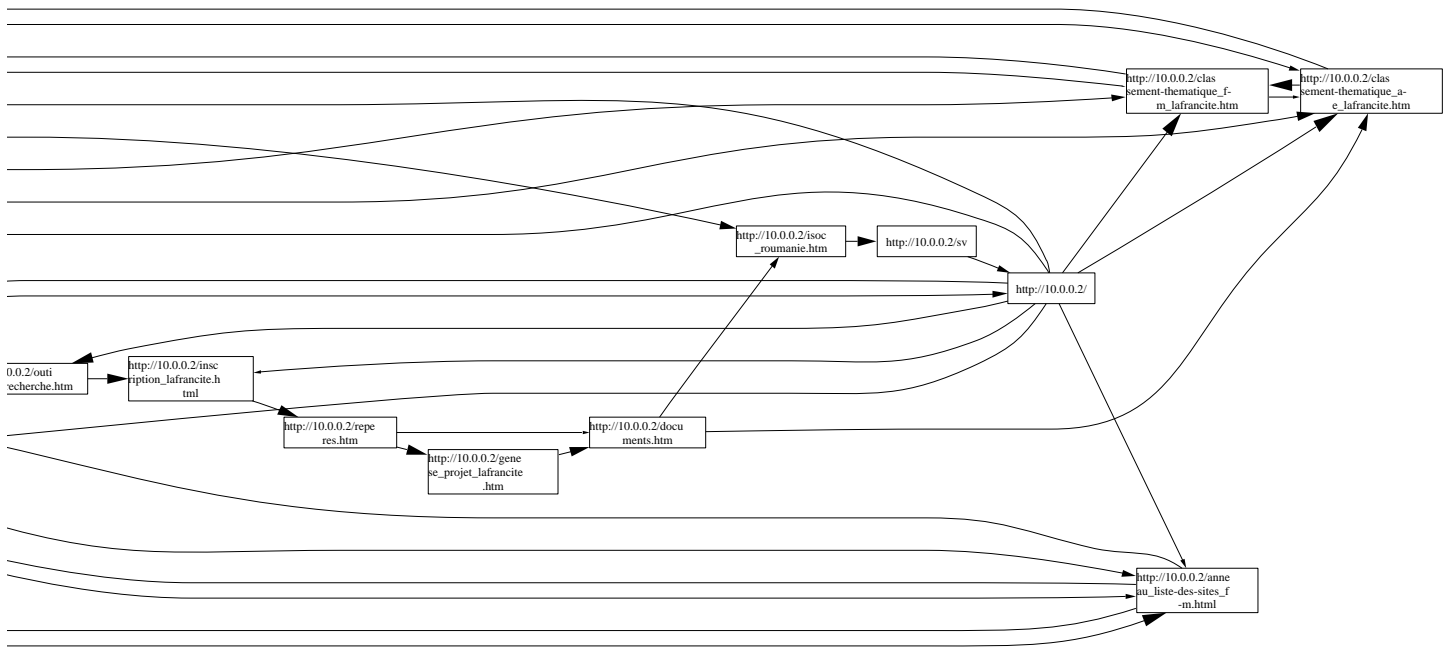 http://10.0.0.2/clas
sement-thematique_f-
m_lafrancite.htm
http://10.0.0.2/clas
sement-thematique_a-
e_lafrancite.htm
http://10.0.0.2/isoc
_roumanie.htm
http://10.0.0.2/sv
http://10.0.0.2/
0.0.2/outi
recherche.htm
http://10.0.0.2/insc
ription_lafrancite.h
tml
http://10.0.0.2/repe
res.htm
http://10.0.0.2/gene
se_projet_lafrancite
.htm
http://10.0.0.2/docu
ments.htm
http://10.0.0.2/anne
au_liste-des-sites_f
-m.html